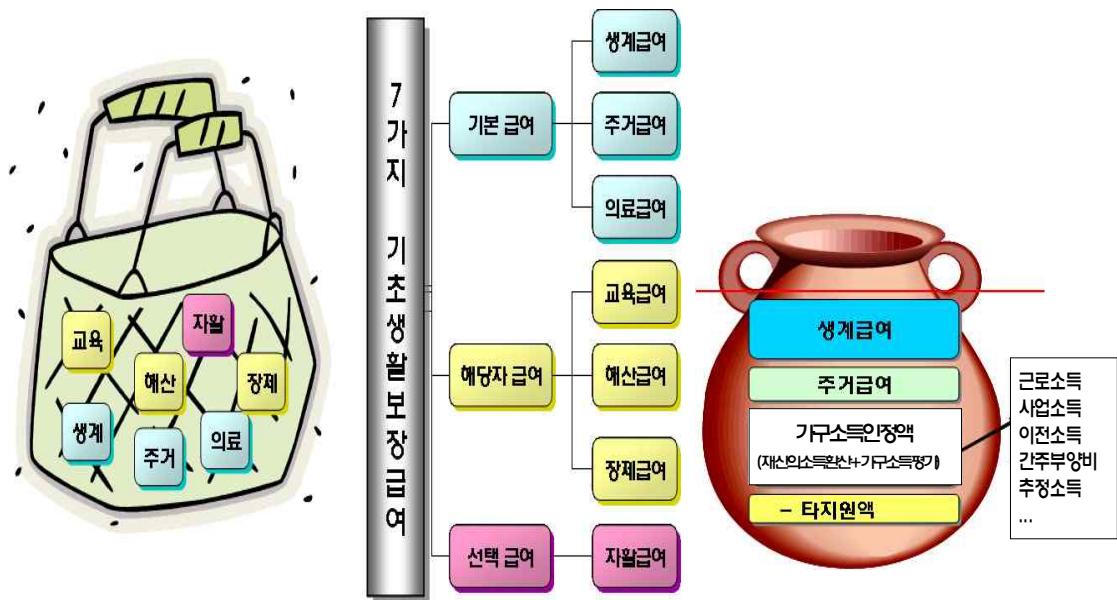 교육
자활
해산
장제
생계
주거
의료
7가지 기초생활보장급여
기본 급여
생계급여
주거급여
의료급여
해당자 급여
교육급여
해산급여
장제급여
선택 급여
자활급여
생계급여
주거급여
가구소득인정액
(재산의소득환산+가구소득평가)
– 타지원액
근로소득
사업소득
이전소득
간주부양비
추정소득
...